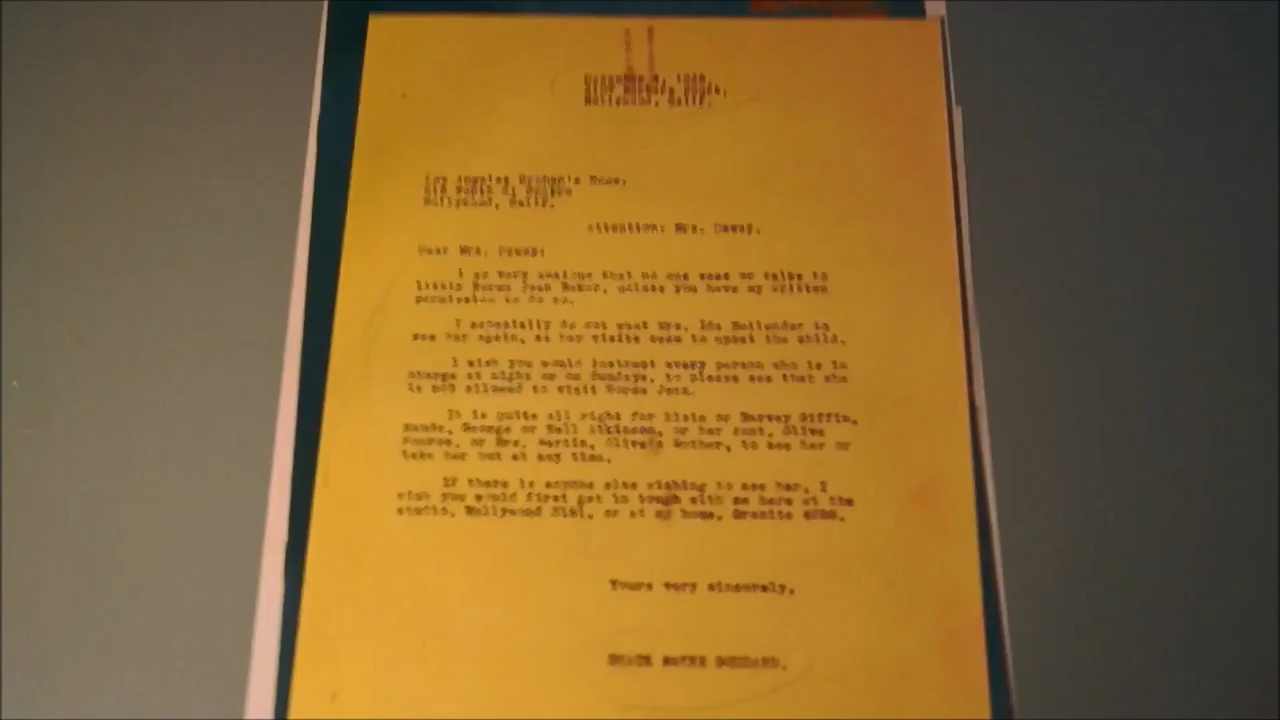 Hollywood, Calif.
Los Angeles Orphan's Home,
Hollywood, Calif.
Attention: Mrs. Dewey.
Dear Mrs. Dewey:
I am very anxious that no one sees or talks to
little Norma Jean Baker, unless you have my written
permission to do so.
I especially do not want Mrs. Ida Bollender to
see her again, as her visits seem to upset the child.
I wish you would instruct every person who is in
charge at night or on Sundays, to please see that she
is not allowed to visit Norma Jean.
It is quite all right for Elsie or Harvey Giffin,
George or Nell Atkinson, or her aunt, Olive
Monroe, or Mrs. Martin, Olive's Mother, to see her or
take her out at any time.
If there is anyone else wishing to see her, I
wish you would first get in tough with me here at the
studio, Hollywood or at my home, Granite
Yours very sincerely,
GODDARD.